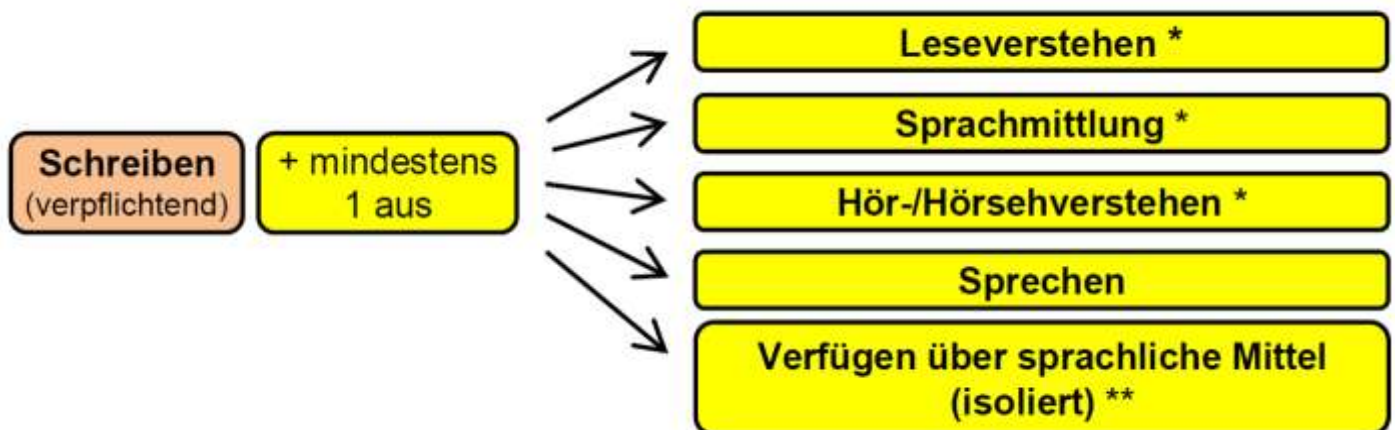 Schreiben
(verpflichtend)
+ mindestens
1 aus
Leseverstehen *
Sprachmittlung *
Hör-/Hörsehverstehen *
Sprechen
Verfügen über sprachliche Mittel
(isoliert) **